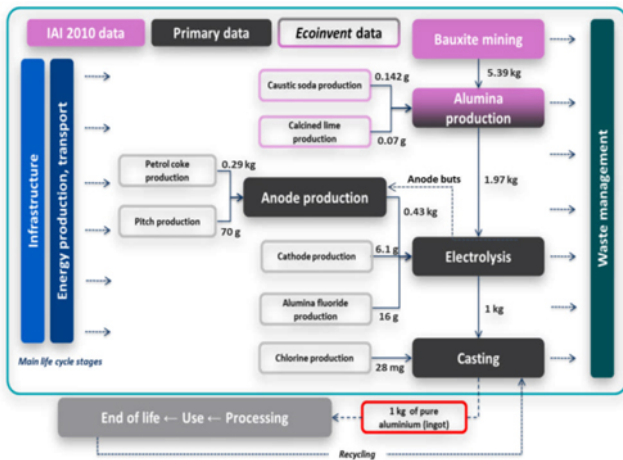 IAI 2010 data
Primary data
Ecoinvent data
Bauxite mining
5.39 kg
Infrastructure
Energy production, transport
Waste management
Caustic soda production
0.142 g
Calcined lime
production
0.07 g
Alumina
production
Petrol coke
production
0.29 kg
Pitch production
70 g
Anode production
Anode buts
0.43 kg
1.97 kg
Cathode production
6.1 g
Electrolysis
Alumina fluoride
production
16 g
1 kg
Chlorine production
28 mg
Casting
Main life cycle stages
End of life ← Use ← Processing
1 kg of pure
aluminium (ingot)
Recycling